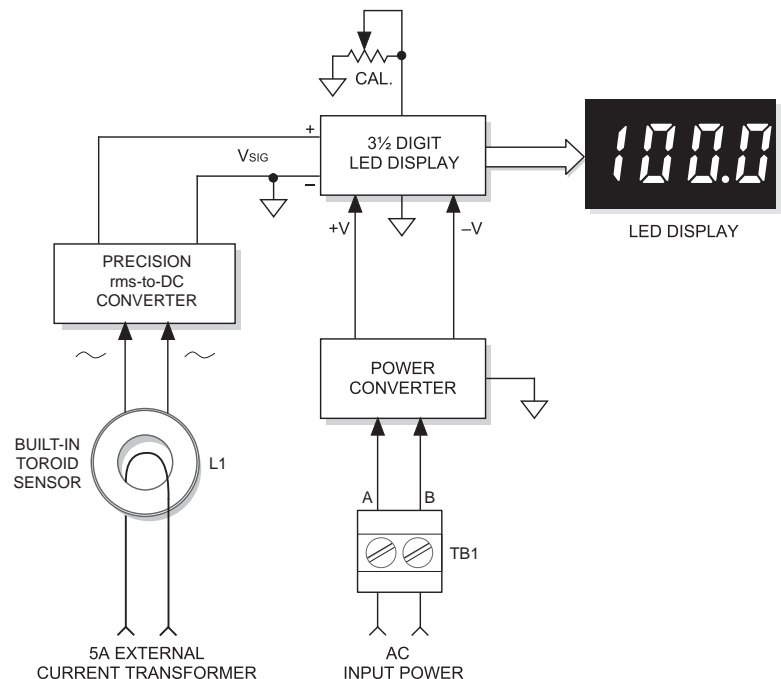 CAL.
+
VSIG
–
3½ DIGIT
LED DISPLAY
100.0
LED DISPLAY
+V
–V
PRECISION
rms-to-DC
CONVERTER
POWER
CONVERTER
BUILT-IN
TOROID
SENSOR
L1
A
B
TB1
5A EXTERNAL
CURRENT TRANSFORMER
AC
INPUT POWER